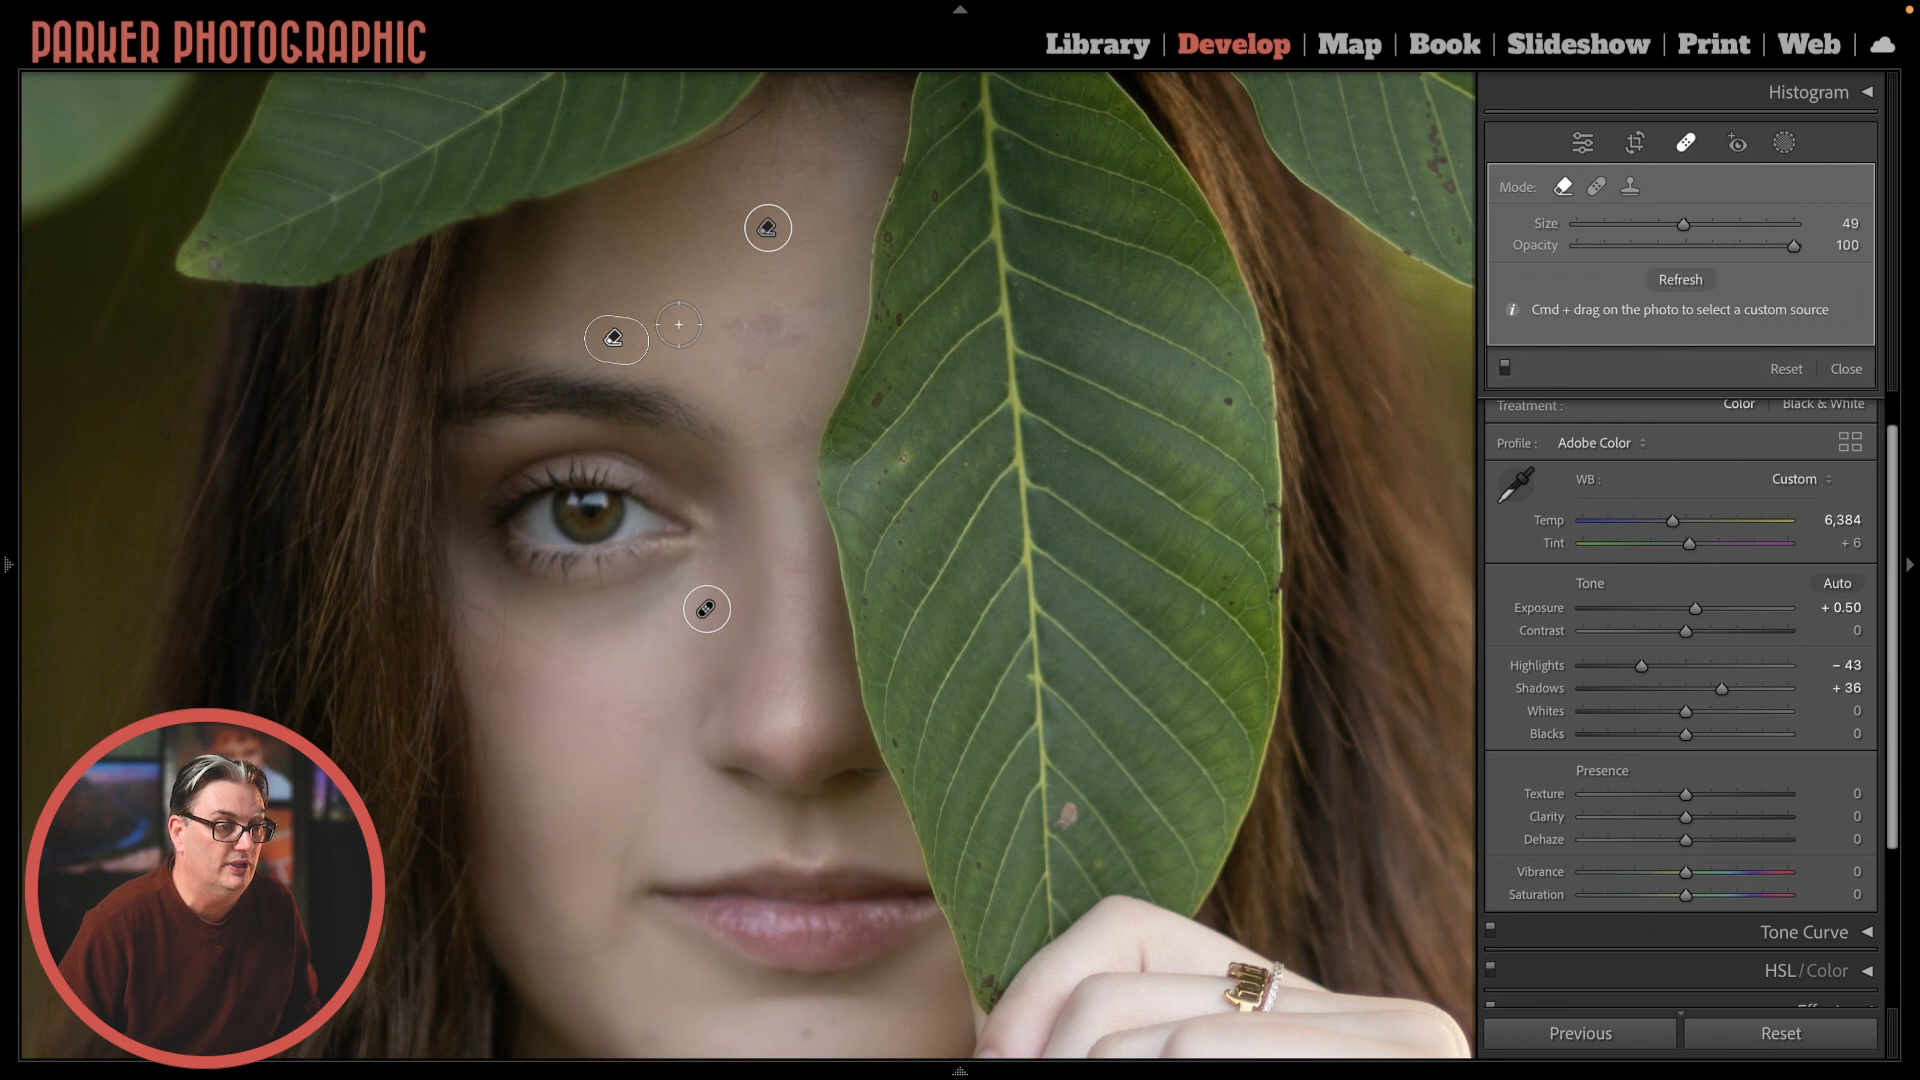 PARKER PHOTOGRAPHIC
Library | Develop | Map | Book | Slideshow | Print | Web |
Histogram
Mode:
Size 49
Opacity 100
Refresh
Cmd + drag on the photo to select a custom source
Reset Close
Treatment : Color Black & White
Profile : Adobe Color
WB : Custom
Temp 6,384
Tint + 6
Tone Auto
Exposure + 0.50
Contrast 0
Highlights − 43
Shadows + 36
Whites 0
Blacks 0
Presence
Texture 0
Clarity 0
Dehaze 0
Vibrance 0
Saturation 0
Tone Curve
HSL / Color
Previous Reset